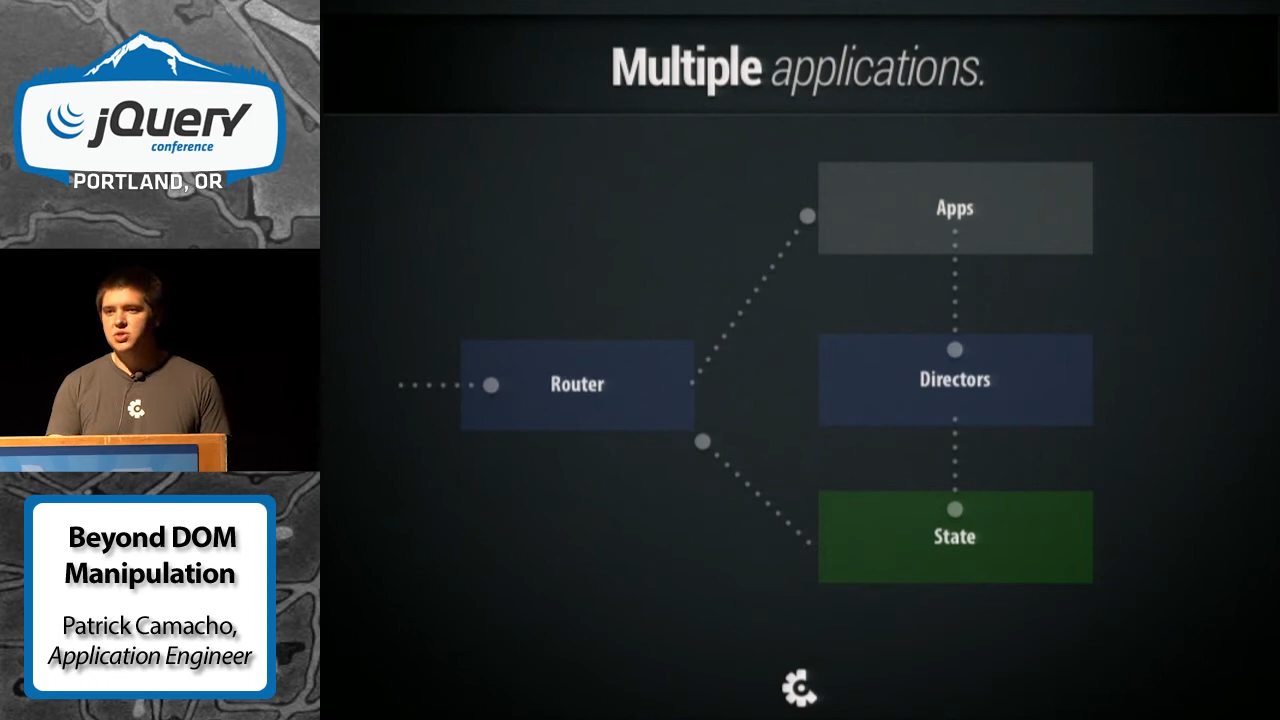 jQuery
conference
PORTLAND, OR
Beyond DOM
Manipulation
Patrick Camacho,
Application Engineer
Multiple applications.
Apps
Router
Directors
State